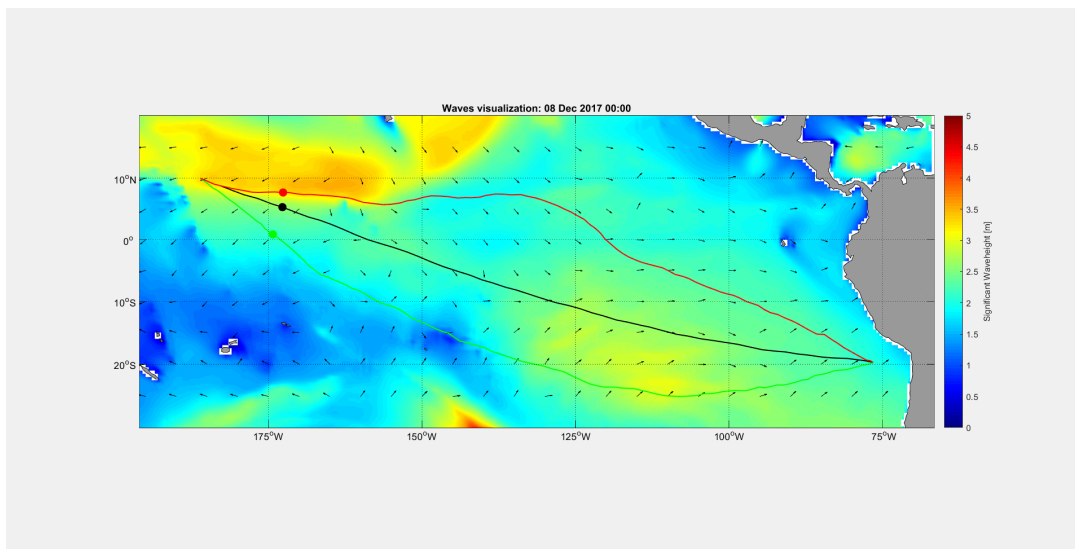 Waves visualization: 08 Dec 2017 00:00
10°N
0°
10°S
20°S
175°W
150°W
125°W
100°W
75°W
5
4.5
4
3.5
3
2.5
2
1.5
1
0.5
0
Significant Waveheight [m]